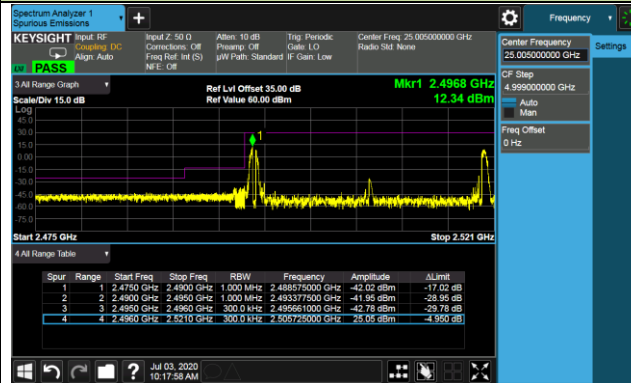 Spectrum Analyzer 1
Spurious Emissions
Frequency
KEYSIGHT Input: RF Input Z: 50 Ω Atten: 10 dB Trig: Periodic Center Freq: 25.005000000 GHz
Coupling: DC Corrections: Off Preamp: Off Gate: LO Radio Std: None
Align: Auto Freq Ref: Int (S) µW Path: Standard IF Gain: Low
PASS NFE: Off
3 All Range Graph
Ref Lvl Offset 35.00 dB Mkr1 2.4968 GHz
Scale/Div 15.0 dB Ref Value 60.00 dBm 12.34 dBm
Log
45.0
30.0
15.0
0.00
-15.0
-30.0
-45.0
-60.0
-75.0
1
Start 2.475 GHz Stop 2.521 GHz
4 All Range Table
Spur Range Start Freq Stop Freq RBW Frequency Amplitude ΔLimit
1 1 2.4750 GHz 2.4900 GHz 1.000 MHz 2.488575000 GHz -42.02 dBm -17.02 dB
2 2 2.4900 GHz 2.4950 GHz 1.000 MHz 2.493377500 GHz -41.95 dBm -28.95 dB
3 3 2.4950 GHz 2.4960 GHz 300.0 kHz 2.495661000 GHz -42.78 dBm -29.78 dB
4 4 2.4960 GHz 2.5210 GHz 300.0 kHz 2.505725000 GHz 25.05 dBm -4.950 dB
Jul 03, 2020
10:17:58 AM
Center Frequency
25.005000000 GHz
Settings
CF Step
4.999000000 GHz
Auto
Man
Freq Offset
0 Hz